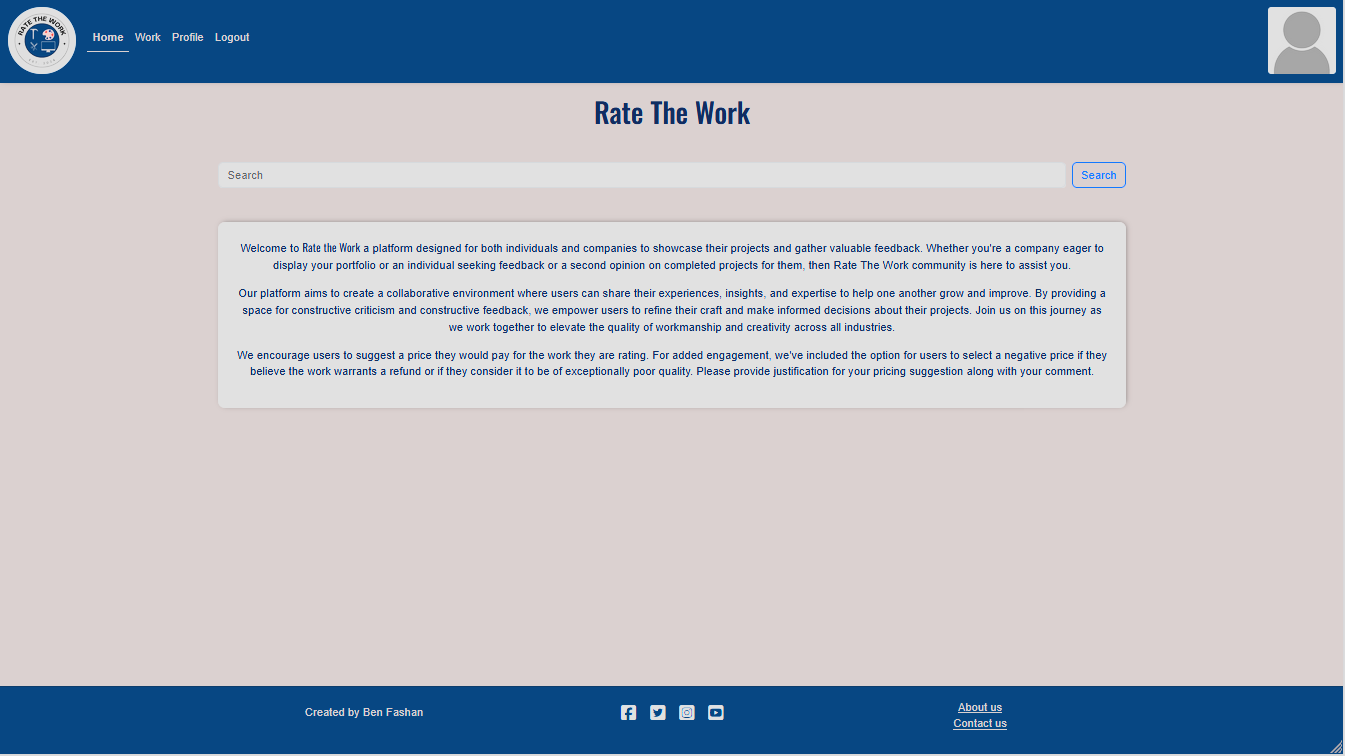 RATE THE WORK
Home Work Profile Logout
Rate The Work
Search
Search
Welcome to Rate the Work a platform designed for both individuals and companies to showcase their projects and gather valuable feedback. Whether you're a company eager to
display your portfolio or an individual seeking feedback or a second opinion on completed projects for them, then Rate The Work community is here to assist you.
Our platform aims to create a collaborative environment where users can share their experiences, insights, and expertise to help one another grow and improve. By providing a
space for constructive criticism and constructive feedback, we empower users to refine their craft and make informed decisions about their projects. Join us on this journey as
we work together to elevate the quality of workmanship and creativity across all industries.
We encourage users to suggest a price they would pay for the work they are rating. For added engagement, we've included the option for users to select a negative price if they
believe the work warrants a refund or if they consider it to be of exceptionally poor quality. Please provide justification for your pricing suggestion along with your comment.
Created by Ben Fashan
About us
Contact us